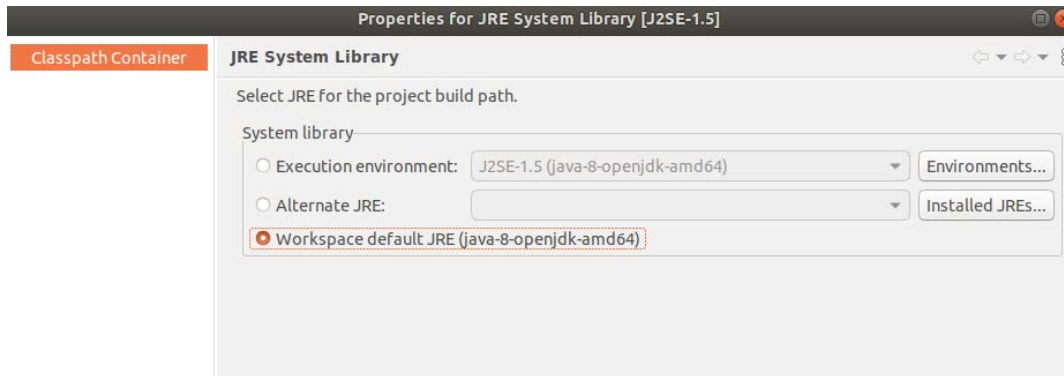 Properties for JRE System Library [J2SE-1.5]
Classpath Container
JRE System Library
Select JRE for the project build path.
System library
Execution environment: J2SE-1.5 (java-8-openjdk-amd64) Environments...
Alternate JRE: Installed JREs...
Workspace default JRE (java-8-openjdk-amd64)